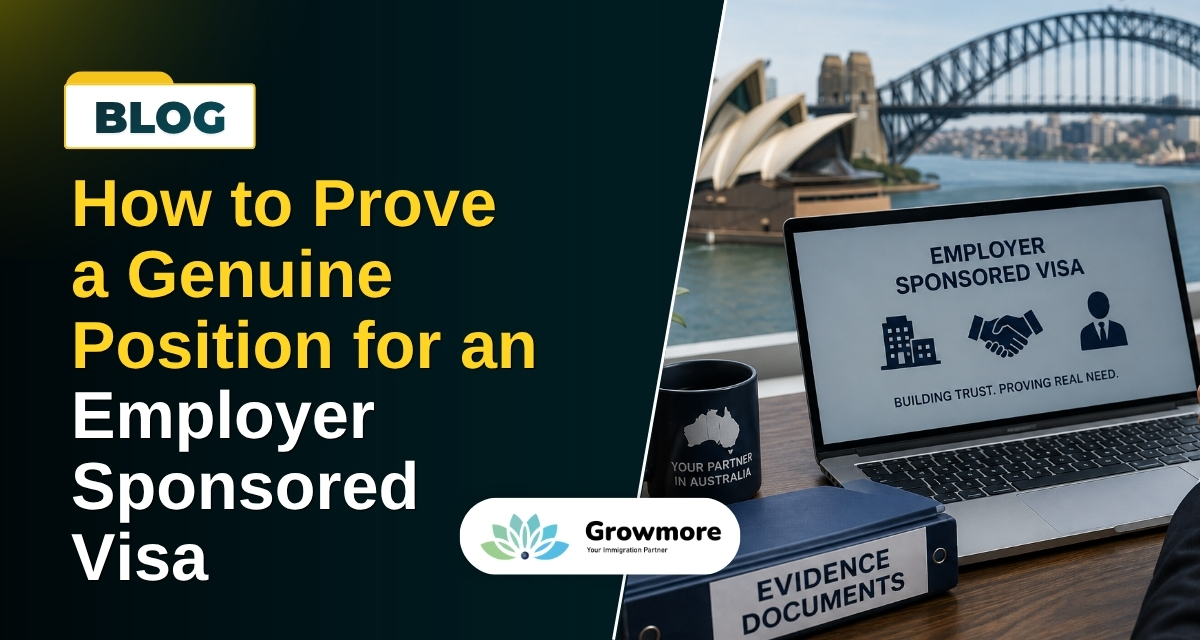 BLOG
How to Prove
a Genuine
Position for an
Employer
Sponsored
Visa
Growmore
Your Immigration Partner
EMPLOYER
SPONSORED VISA
BUILDING TRUST. PROVING REAL NEED.
YOUR PARTNER
IN AUSTRALIA
EVIDENCE
DOCUMENTS